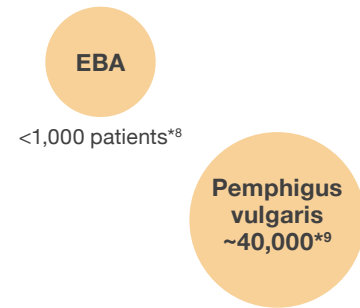 EBA
<1,000 patients*8
Pemphigus
vulgaris
~40,000*9